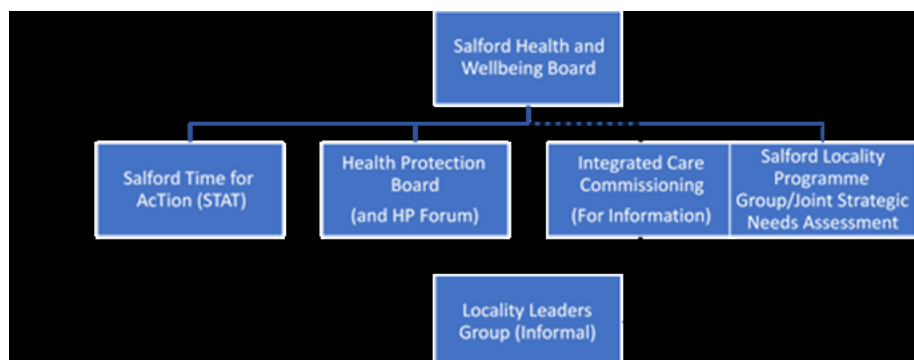 Salford Health and
Wellbeing Board
Salford Time for
AcTion (STAT)
Health Protection
Board
(and HP Forum)
Integrated Care
Commissioning
(For Information)
Salford Locality
Programme
Group/Joint Strategic
Needs Assessment
Locality Leaders
Group (Informal)